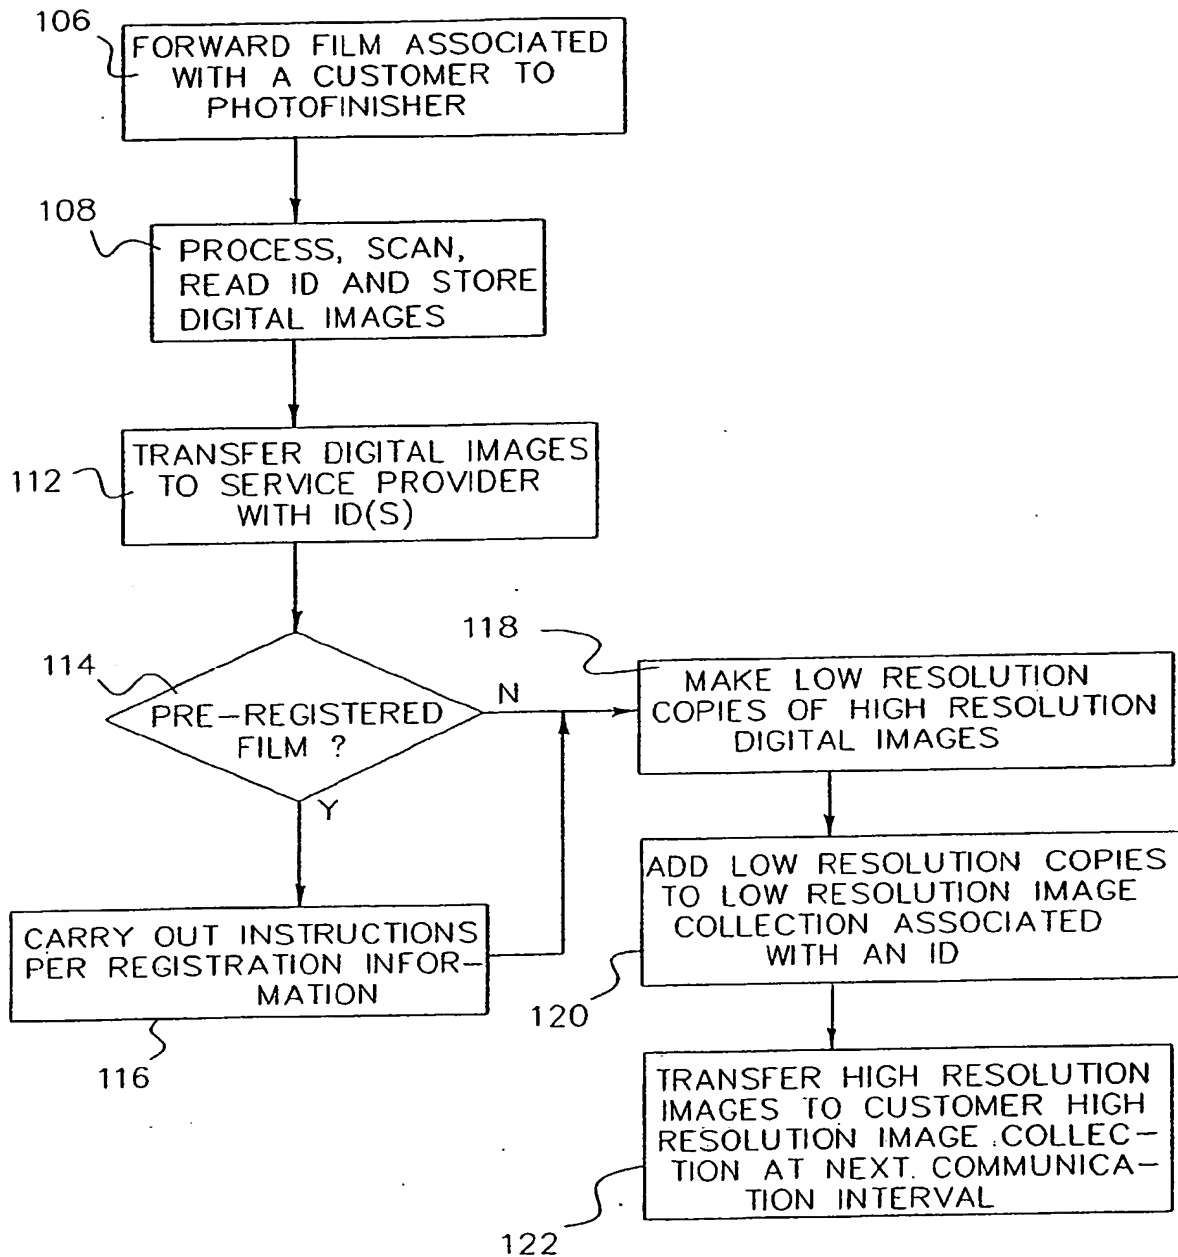 106
FORWARD FILM ASSOCIATED
WITH A CUSTOMER TO
PHOTOFINISHER
108
PROCESS, SCAN,
READ ID AND STORE
DIGITAL IMAGES
112
TRANSFER DIGITAL IMAGES
TO SERVICE PROVIDER
WITH ID(S)
114
PRE-REGISTERED
FILM ?
N
Y
CARRY OUT INSTRUCTIONS
PER REGISTRATION INFOR-
MATION
116
118
MAKE LOW RESOLUTION
COPIES OF HIGH RESOLUTION
DIGITAL IMAGES
ADD LOW RESOLUTION COPIES
TO LOW RESOLUTION IMAGE
COLLECTION ASSOCIATED
WITH AN ID
120
TRANSFER HIGH RESOLUTION
IMAGES TO CUSTOMER HIGH
RESOLUTION IMAGE COLLEC-
TION AT NEXT COMMUNICA-
TION INTERVAL
122